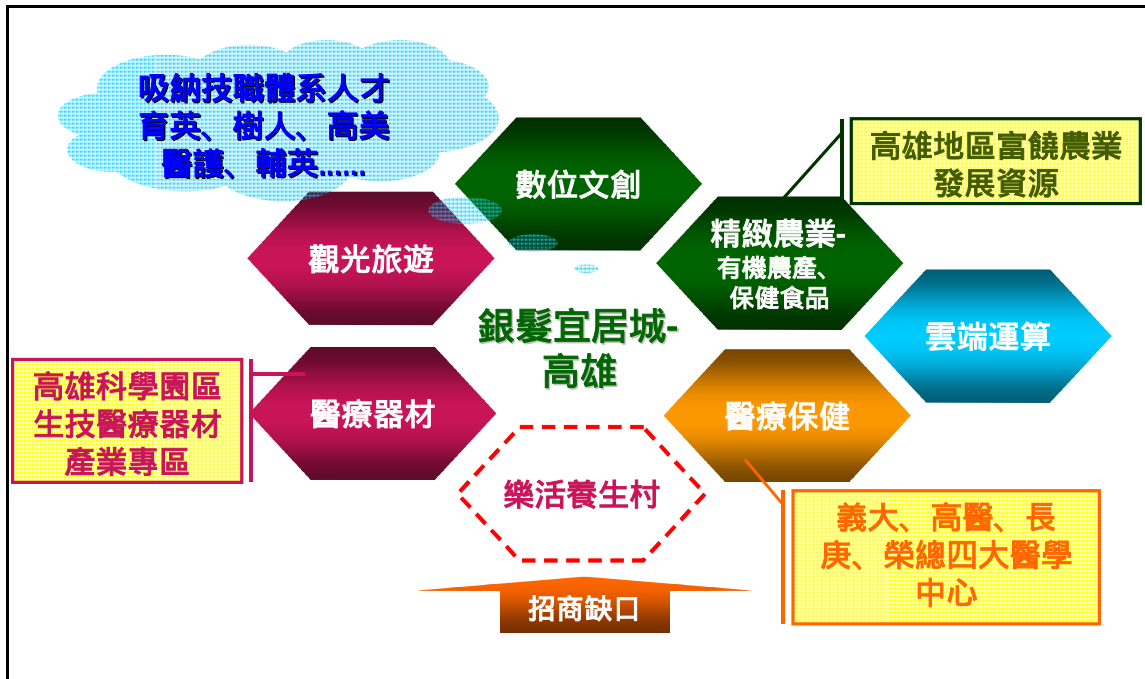 吸納技職體系人才
育英、樹人、高美
醫護、輔英……
數位文創
高雄地區富饒農業
發展資源
精緻農業-
有機農產、
保健食品
觀光旅遊
雲端運算
銀髮宜居城-
高雄
高雄科學園區
生技醫療器材
產業專區
醫療器材
醫療保健
樂活養生村
義大、高醫、長
庚、榮總四大醫學
中心
招商缺口